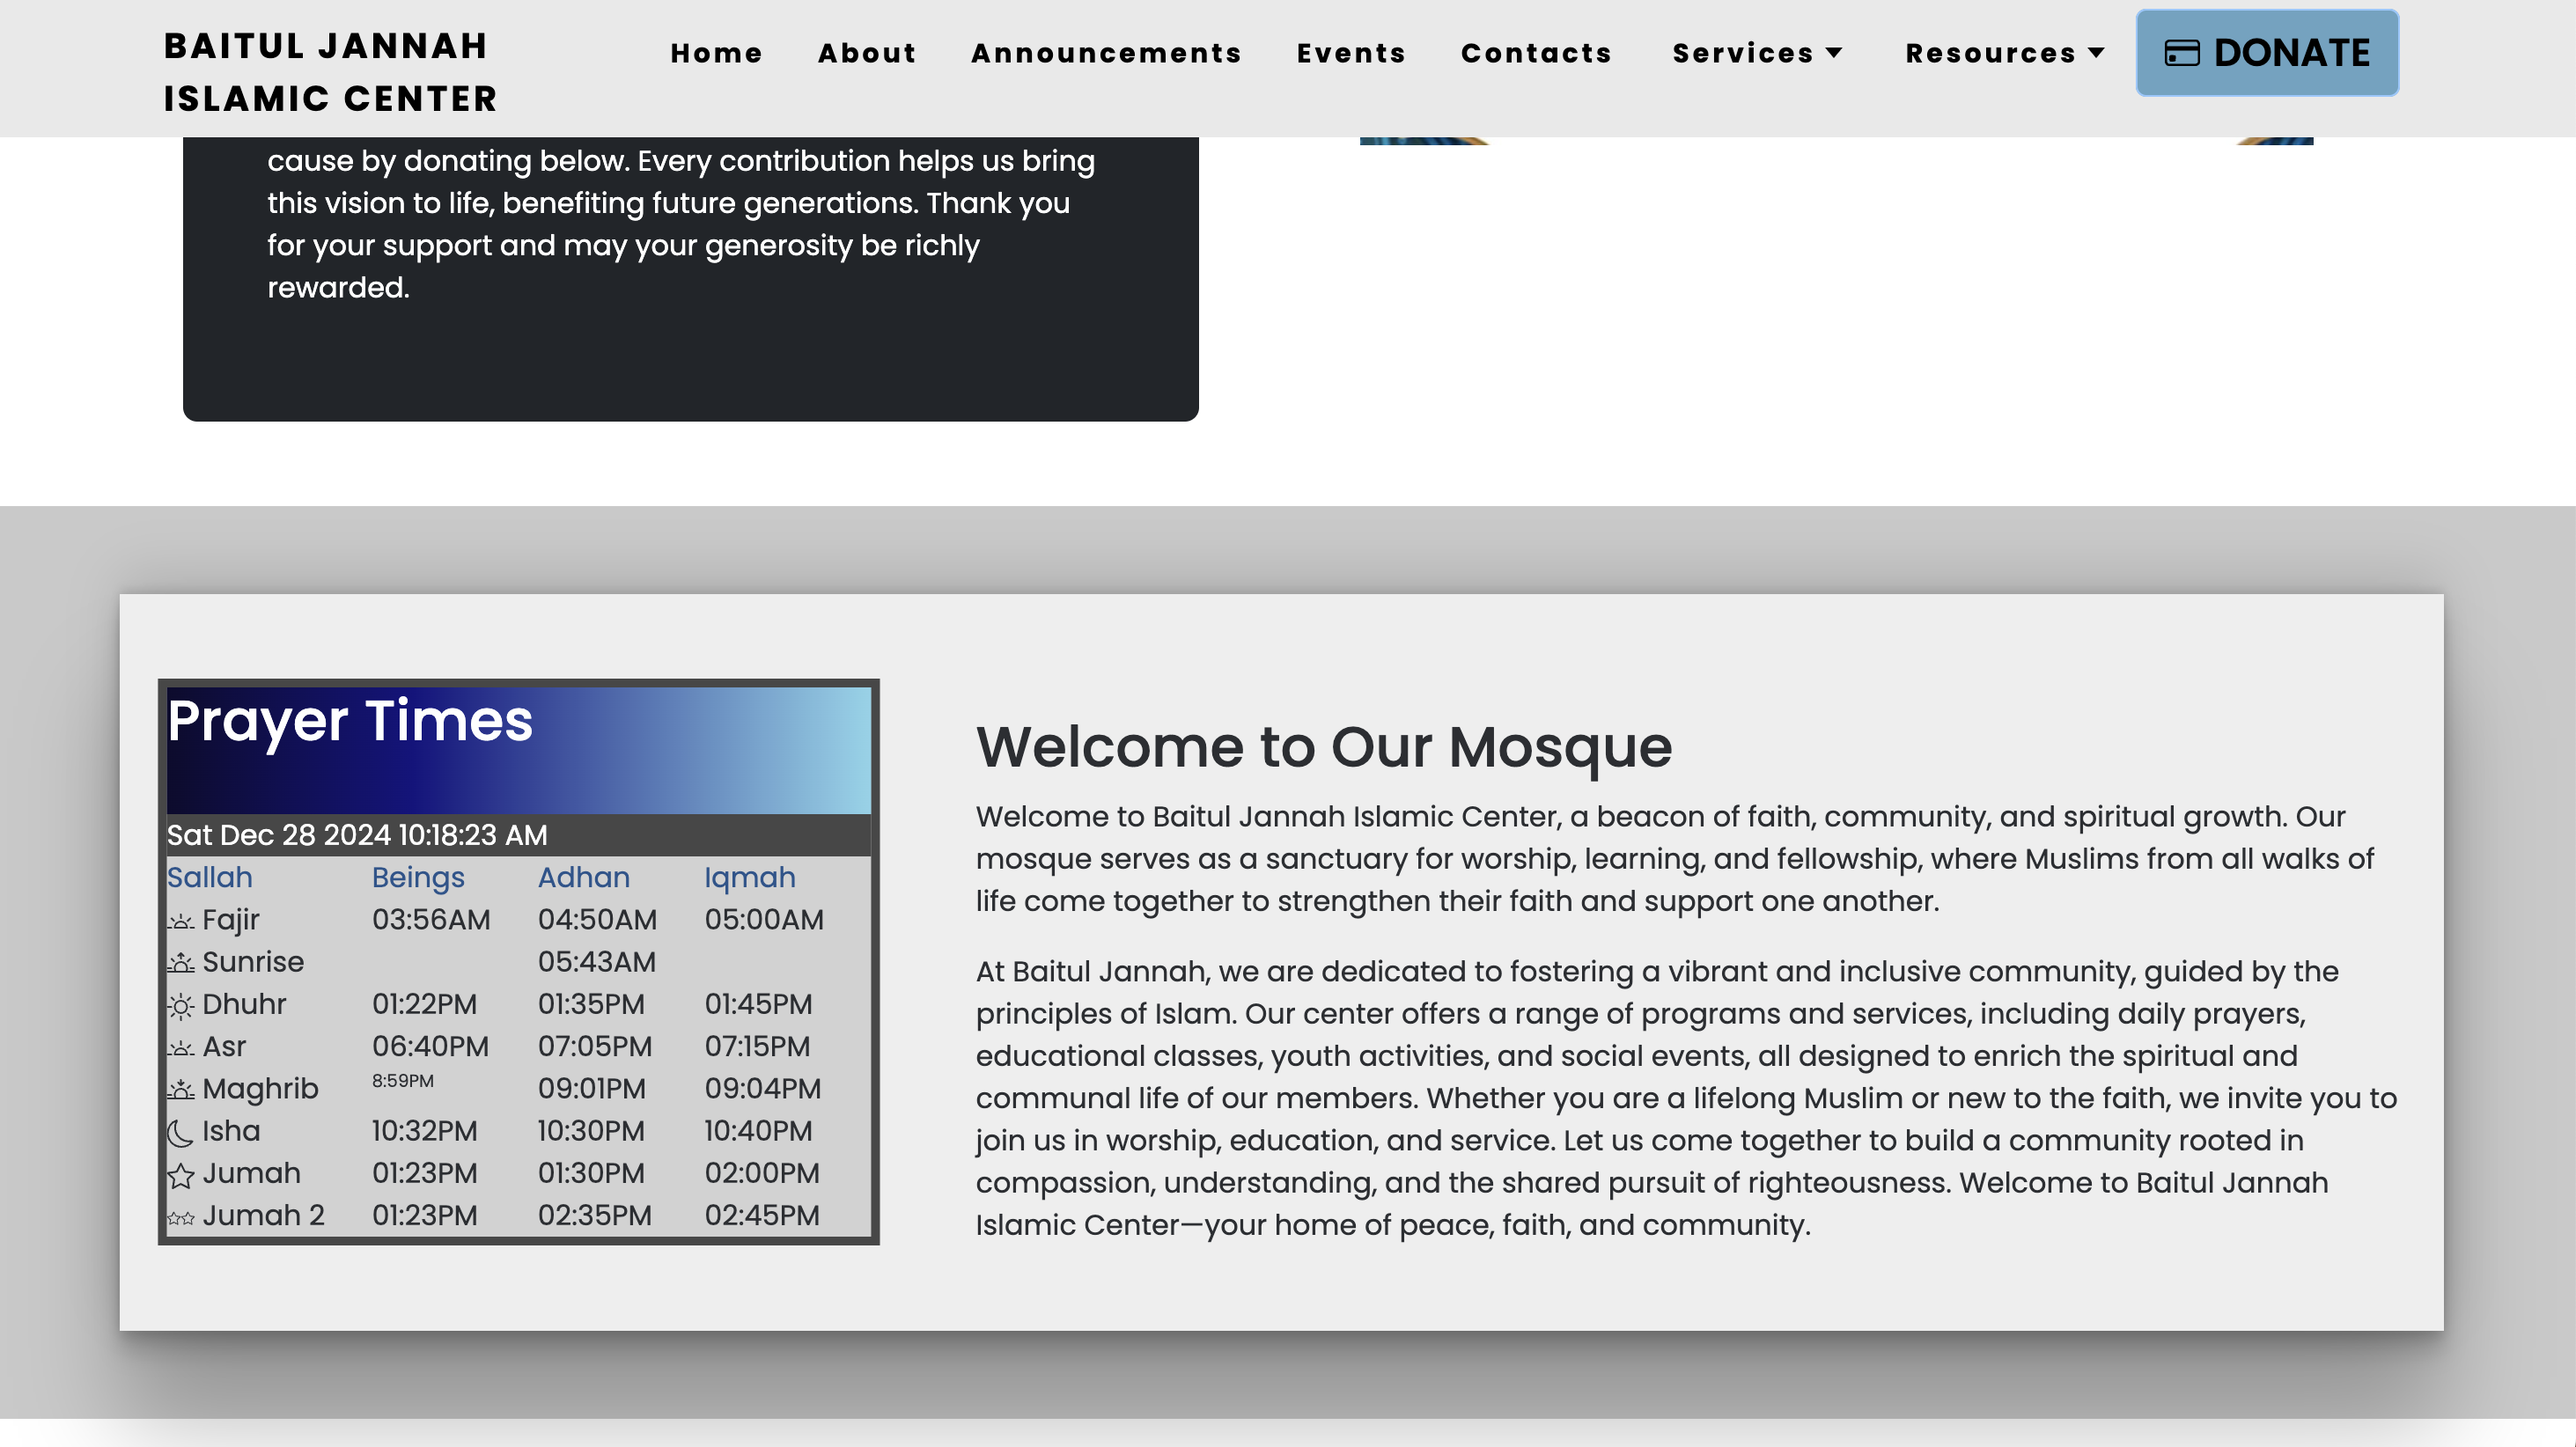 BAITUL JANNAH
ISLAMIC CENTER
Home About Announcements Events Contacts Services Resources DONATE
cause by donating below. Every contribution helps us bring
this vision to life, benefiting future generations. Thank you
for your support and may your generosity be richly
rewarded.
Prayer Times
Sat Dec 28 2024 10:18:23 AM
Sallah Beings Adhan Iqmah
Fajir 03:56AM 04:50AM 05:00AM
Sunrise 05:43AM
Dhuhr 01:22PM 01:35PM 01:45PM
Asr 06:40PM 07:05PM 07:15PM
Maghrib 8:59PM 09:01PM 09:04PM
Isha 10:32PM 10:30PM 10:40PM
Jumah 01:23PM 01:30PM 02:00PM
Jumah 2 01:23PM 02:35PM 02:45PM
Welcome to Our Mosque
Welcome to Baitul Jannah Islamic Center, a beacon of faith, community, and spiritual growth. Our
mosque serves as a sanctuary for worship, learning, and fellowship, where Muslims from all walks of
life come together to strengthen their faith and support one another.
At Baitul Jannah, we are dedicated to fostering a vibrant and inclusive community, guided by the
principles of Islam. Our center offers a range of programs and services, including daily prayers,
educational classes, youth activities, and social events, all designed to enrich the spiritual and
communal life of our members. Whether you are a lifelong Muslim or new to the faith, we invite you to
join us in worship, education, and service. Let us come together to build a community rooted in
compassion, understanding, and the shared pursuit of righteousness. Welcome to Baitul Jannah
Islamic Center—your home of peace, faith, and community.